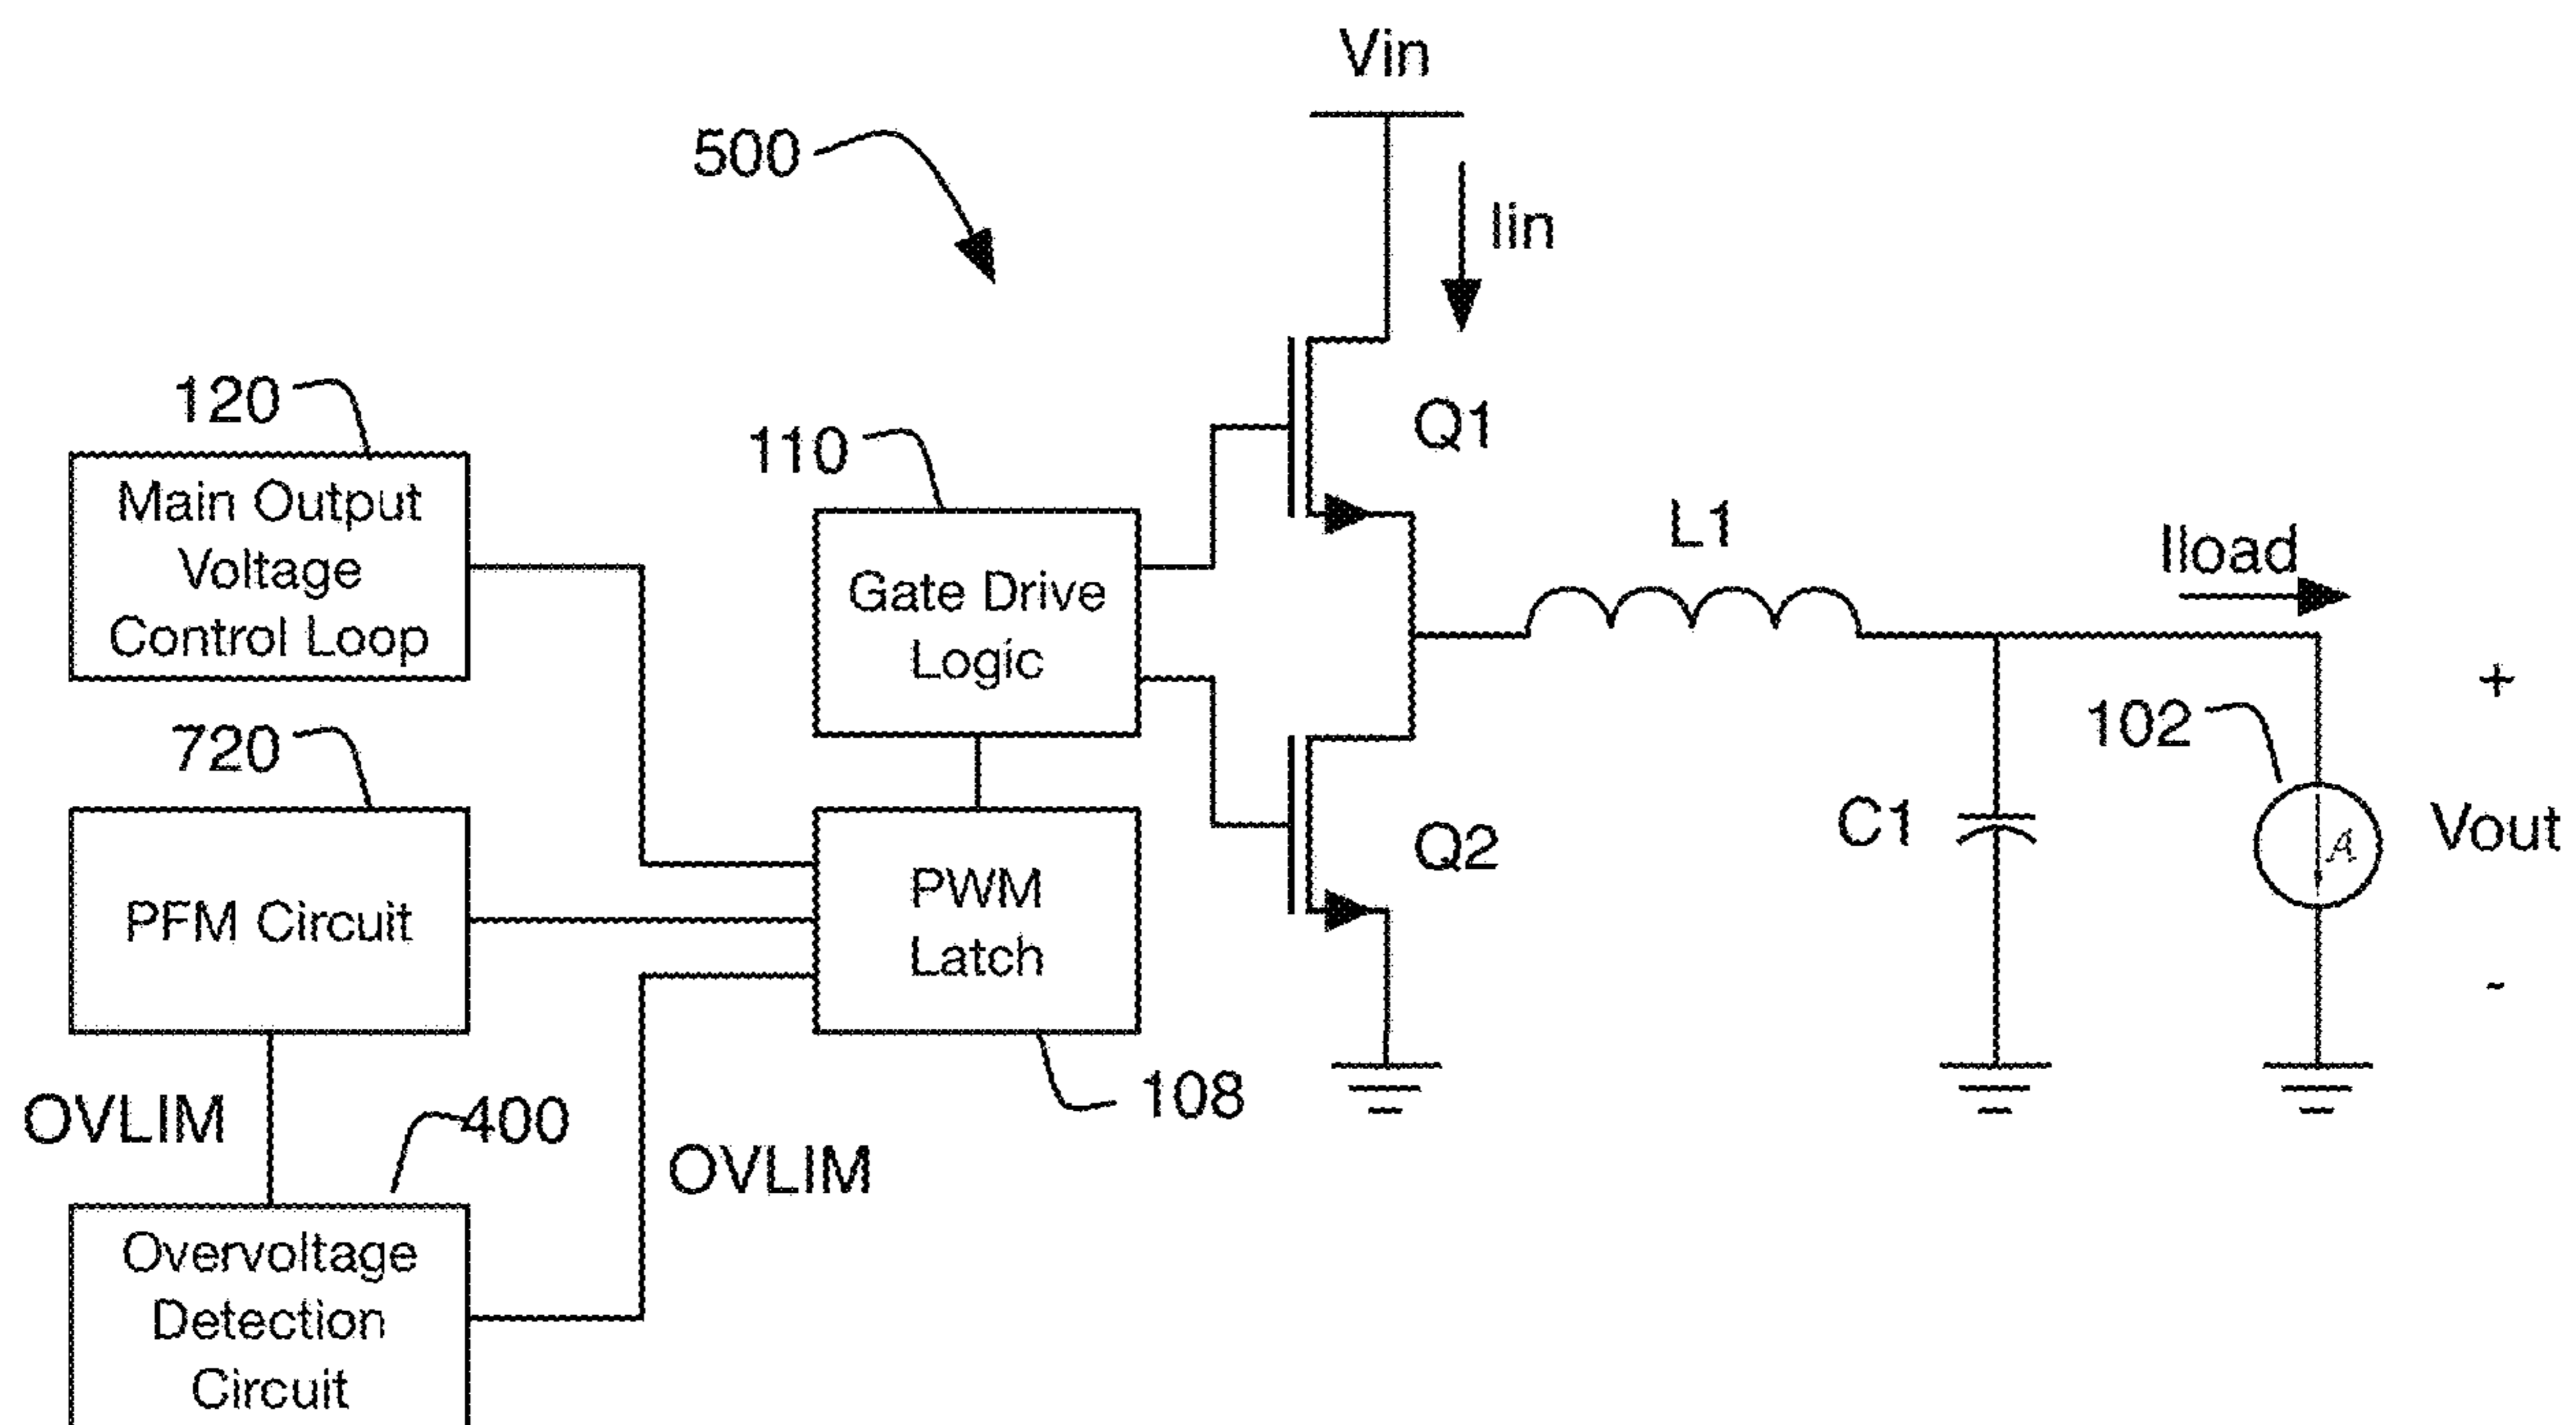 Vin
500
Iin
120
Main Output
Voltage
Control Loop
110
Gate Drive
Logic
Q1
L1
Iload
+
102
720
PFM Circuit
PWM
Latch
Q2
C1
A
Vout
-
108
OVLIM
400
OVLIM
Overvoltage
Detection
Circuit